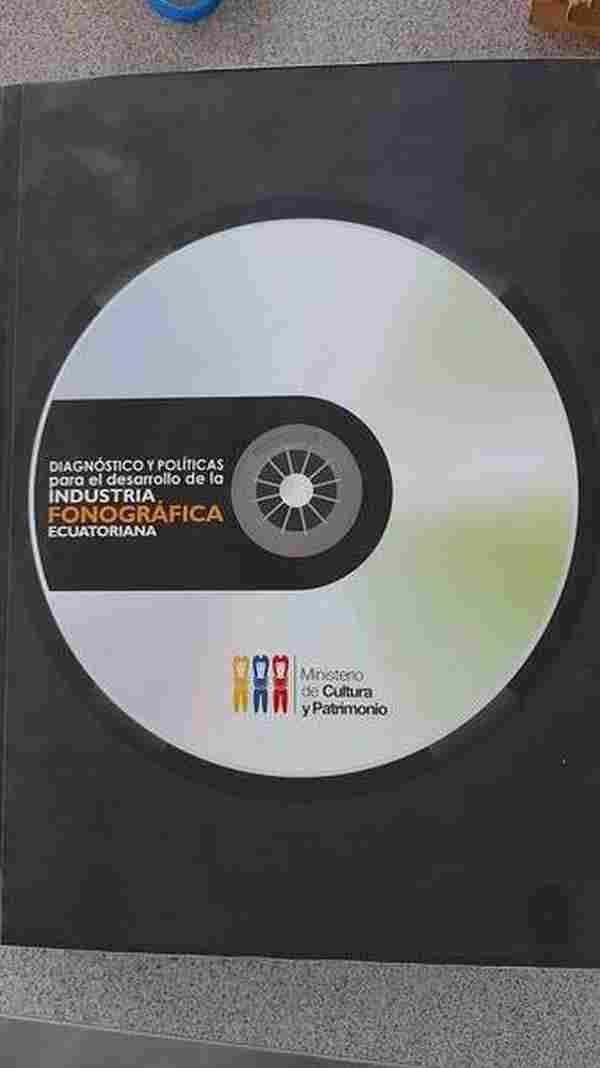 DIAGNÓSTICO Y POLÍTICAS
para el desarrollo de la
INDUSTRIA
FONOGRÁFICA
ECUATORIANA
Ministerio
de Cultura
y Patrimonio